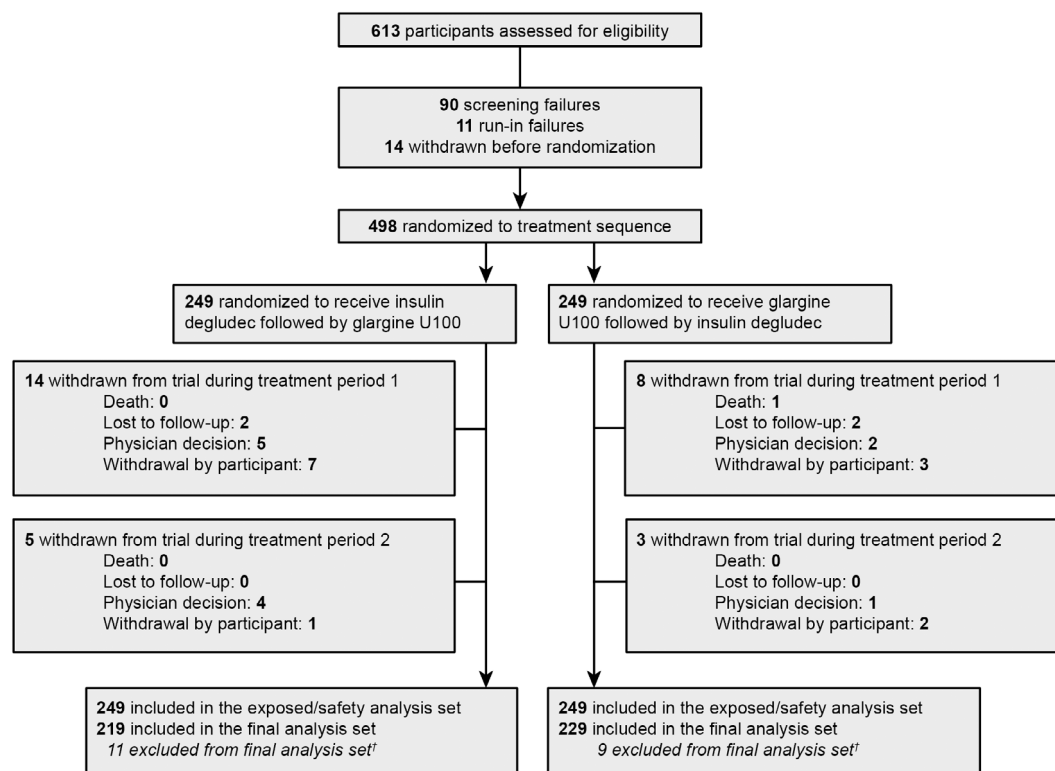 613 participants assessed for eligibility
90 screening failures
11 run-in failures
14 withdrawn before randomization
498 randomized to treatment sequence
249 randomized to receive insulin
degludec followed by glargine U100
249 randomized to receive glargine
U100 followed by insulin degludec
14 withdrawn from trial during treatment period 1
Death: 0
Lost to follow-up: 2
Physician decision: 5
Withdrawal by participant: 7
8 withdrawn from trial during treatment period 1
Death: 1
Lost to follow-up: 2
Physician decision: 2
Withdrawal by participant: 3
5 withdrawn from trial during treatment period 2
Death: 0
Lost to follow-up: 0
Physician decision: 4
Withdrawal by participant: 1
3 withdrawn from trial during treatment period 2
Death: 0
Lost to follow-up: 0
Physician decision: 1
Withdrawal by participant: 2
249 included in the exposed/safety analysis set
219 included in the final analysis set
11 excluded from final analysis set†
249 included in the exposed/safety analysis set
229 included in the final analysis set
9 excluded from final analysis set†